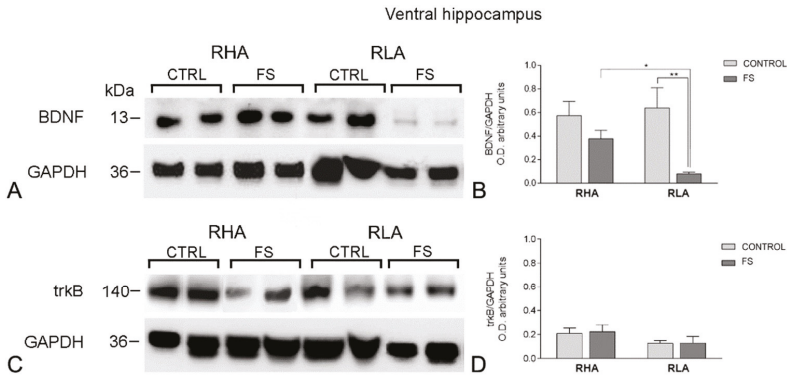 Ventral hippocampus
RHA RLA
CTRL FS CTRL FS
kDa
BDNF 13
GAPDH 36
A
BDNF/GAPDH
O.D. arbitrary units
1.0
0.8
0.6
0.4
0.2
0.0
* **
CONTROL
FS
RHA RLA
B
RHA RLA
CTRL FS CTRL FS
trkB 140
GAPDH 36
C
trkB/GAPDH
O.D. arbitrary units
1.0
0.8
0.6
0.4
0.2
0.0
CONTROL
FS
RHA RLA
D